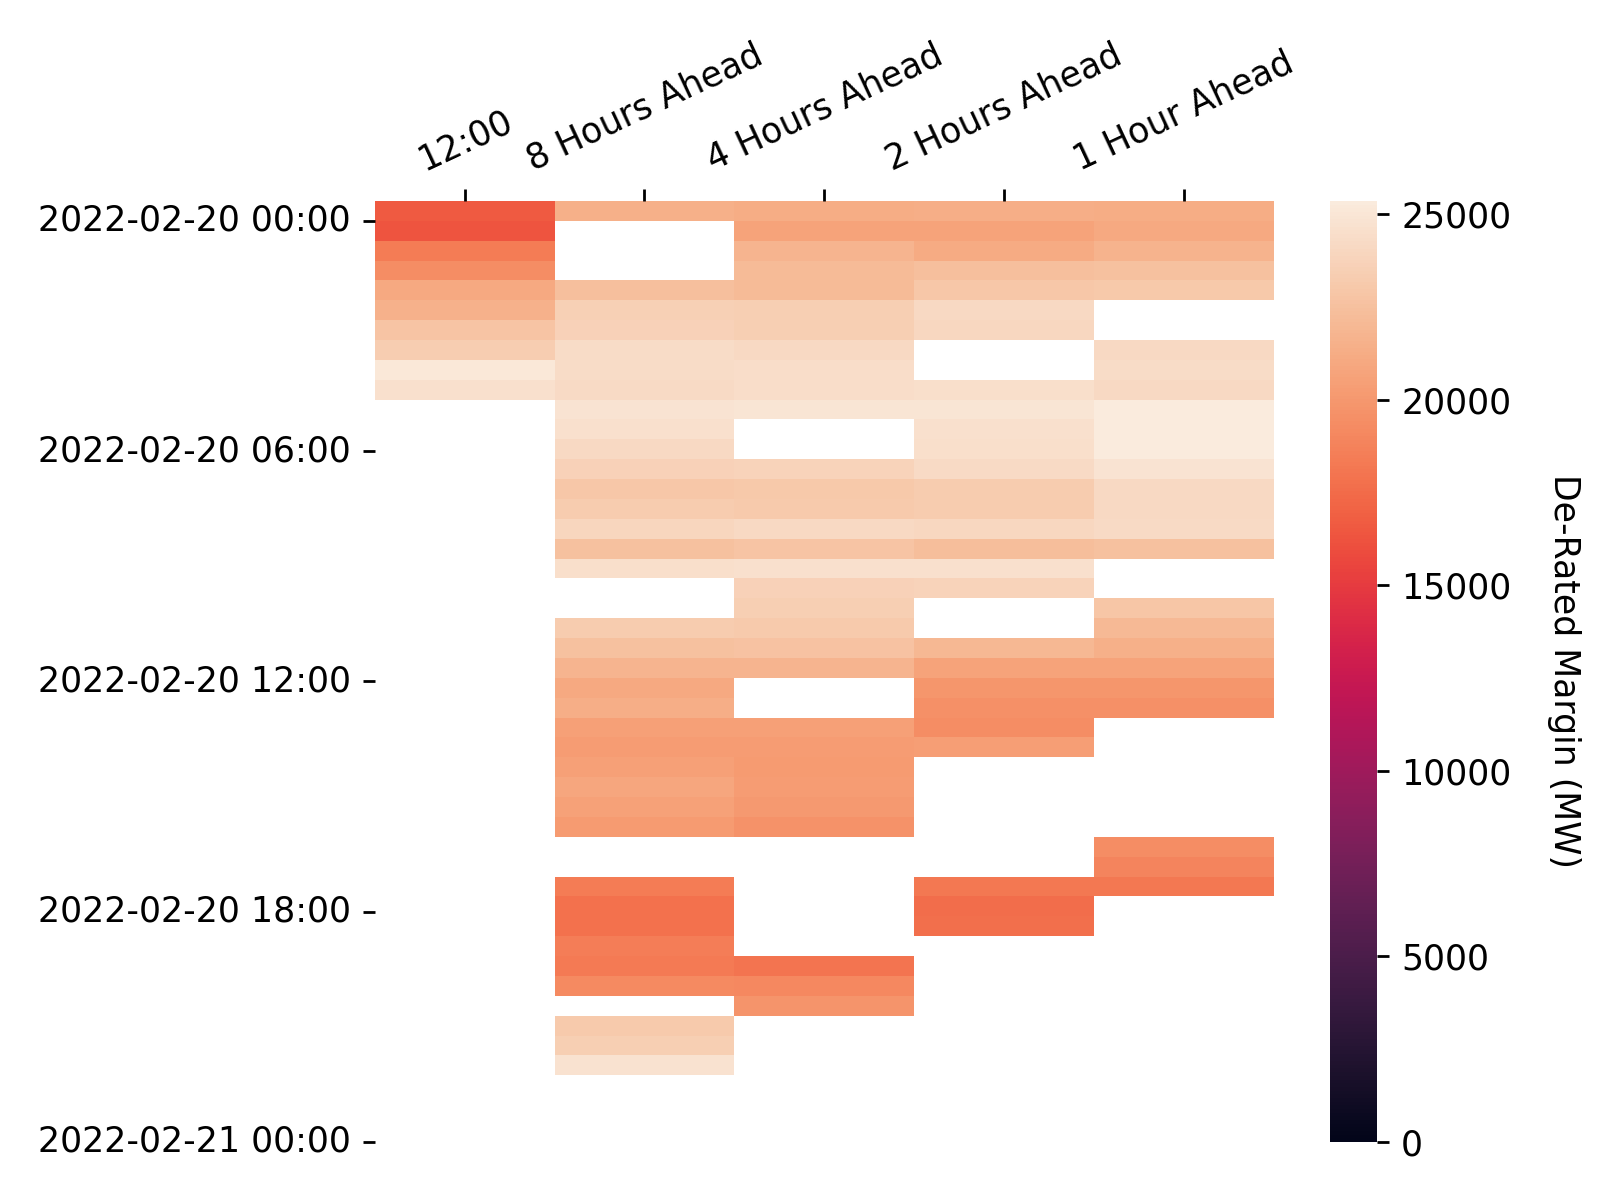 12:00
8 Hours Ahead
4 Hours Ahead
2 Hours Ahead
1 Hour Ahead
2022-02-20 00:00
2022-02-20 06:00
2022-02-20 12:00
2022-02-20 18:00
2022-02-21 00:00
25000
20000
15000
10000
5000
0
De-Rated Margin (MW)